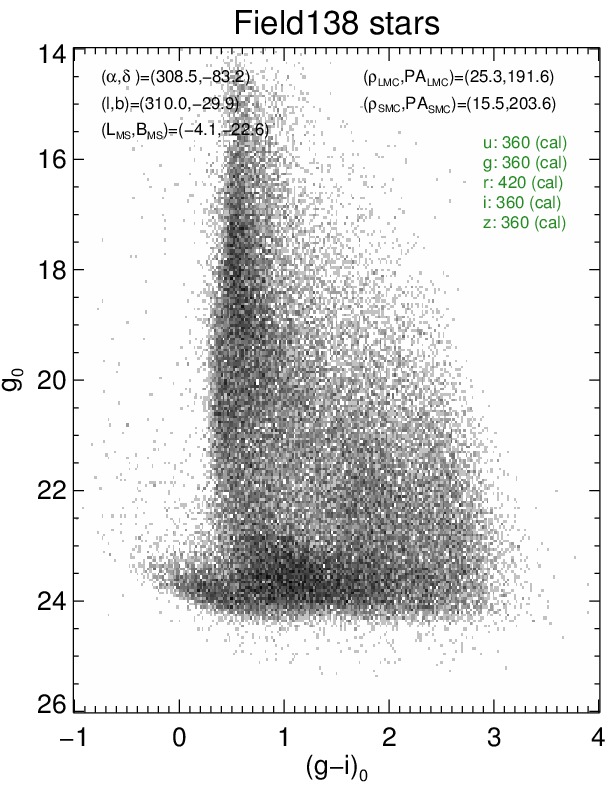 Field138 stars
(α,δ )=(308.5,−83.2)
(ρLMC,PALMC)=(25.3,191.6)
(l,b)=(310.0,−29.9)
(ρSMC,PASMC)=(15.5,203.6)
(LMS,BMS)=(−4.1,−22.6)
u: 360 (cal)
g: 360 (cal)
r: 420 (cal)
i: 360 (cal)
z: 360 (cal)
14
16
18
20
22
24
26
g0
−1 0 1 2 3 4
(g−i)0